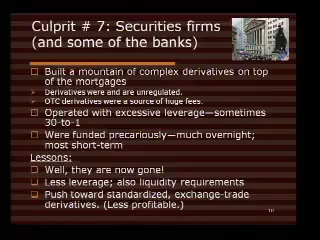 Culprit # 7: Securities firms
(and some of the banks)
Built a mountain of complex derivatives on top
of the mortgages
Derivatives were and are unregulated.
OTC derivatives were a source of huge fees.
Operated with excessive leverage—sometimes
30-to-1
Were funded precariously—much overnight;
most short-term
Lessons:
Well, they are now gone!
Less leverage; also liquidity requirements
Push toward standardized, exchange-trade
derivatives. (Less profitable.)